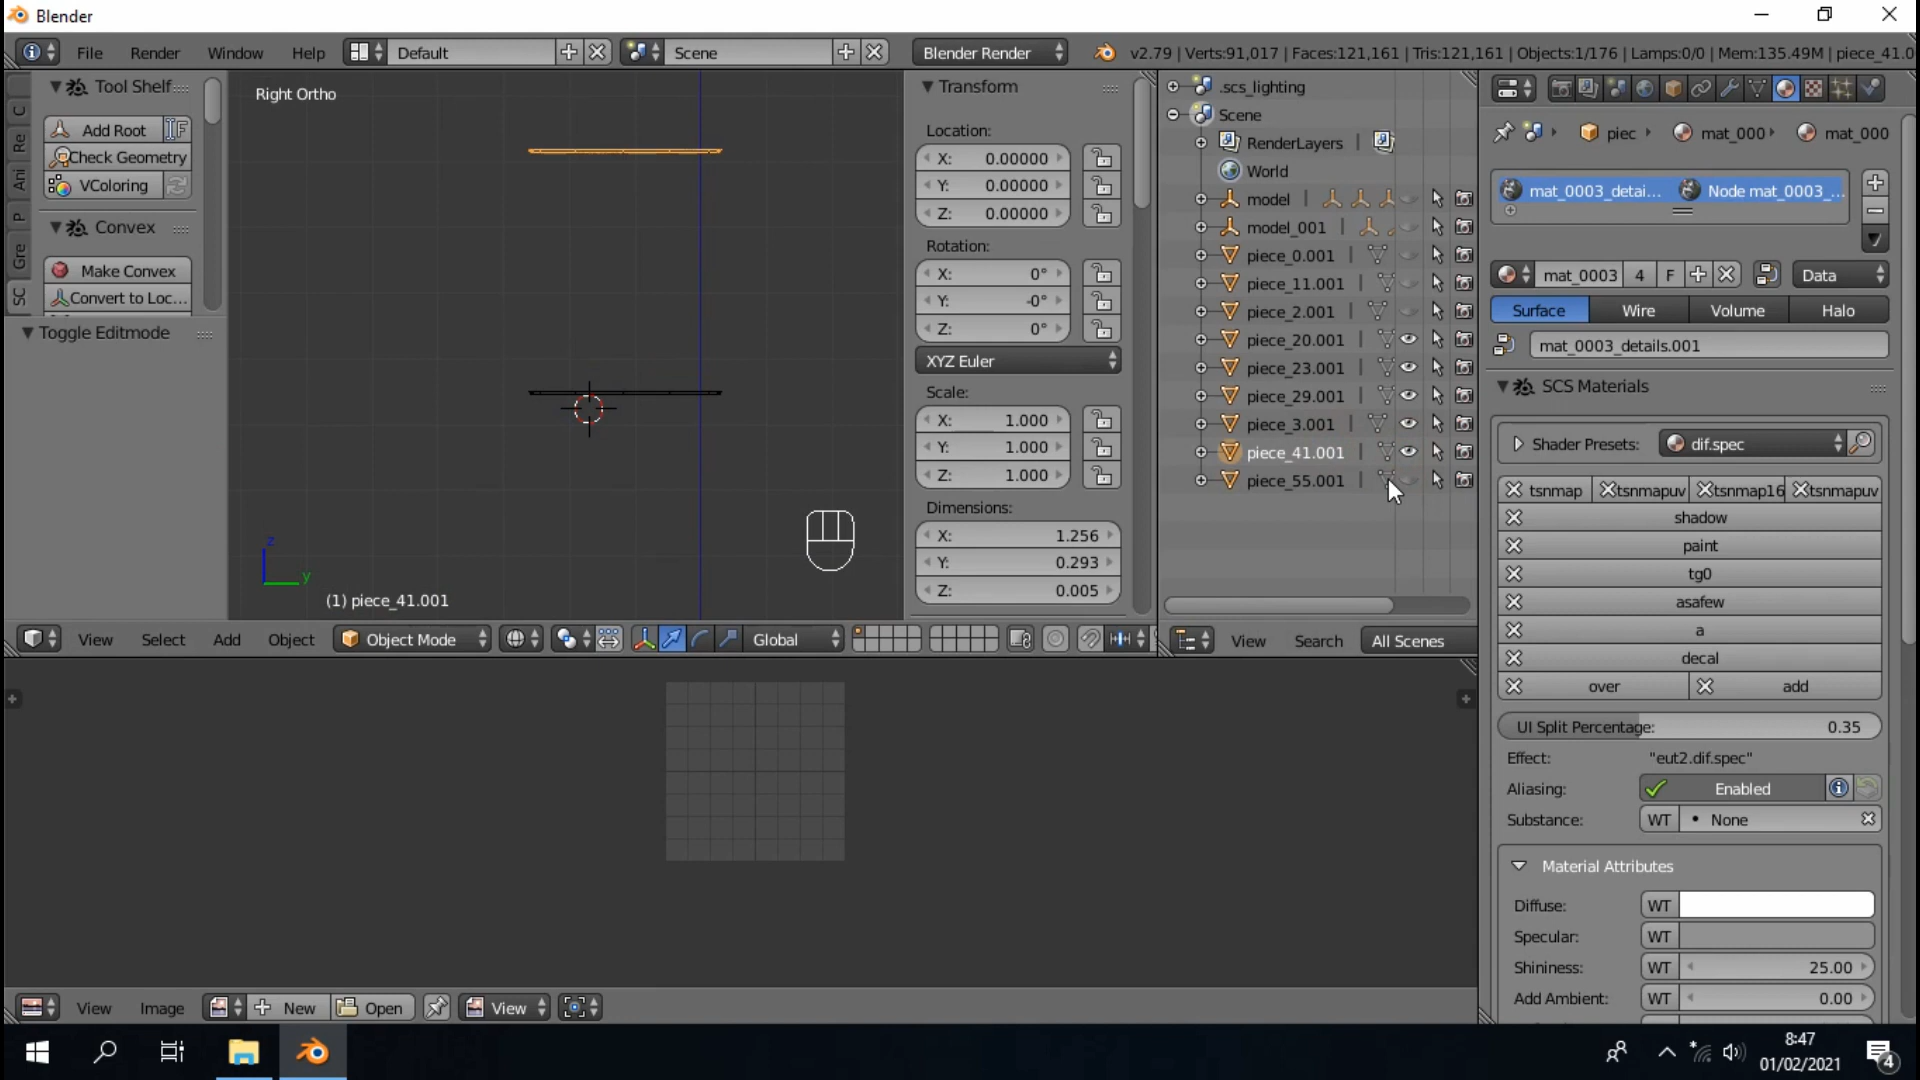 Blender
File Render Window Help Default Scene Blender Render v2.79 | Verts:91,017 | Faces:121,161 | Tris:121,161 | Objects:1/176 | Lamps:0/0 | Mem:135.49M | piece_41.0
Tool Shelf
C
Re
Ani
P
Gre
SC
Add Root
Check Geometry
VColoring
Convex
Make Convex
Convert to Loc...
Toggle Editmode
Right Ortho
z
y
(1) piece_41.001
Transform
Location:
X: 0.00000
Y: 0.00000
Z: 0.00000
Rotation:
X: 0°
Y: -0°
Z: 0°
XYZ Euler
Scale:
X: 1.000
Y: 1.000
Z: 1.000
Dimensions:
X: 1.256
Y: 0.293
Z: 0.005
View Select Add Object Object Mode Global
.scs_lighting
Scene
RenderLayers |
World
model |
model_001 |
piece_0.001 |
piece_11.001 |
piece_2.001 |
piece_20.001 |
piece_23.001 |
piece_29.001 |
piece_3.001 |
piece_41.001 |
piece_55.001 |
View Search All Scenes
piec mat_000 mat_000
mat_0003_detai... Node mat_0003_...
mat_0003 4 F Data
Surface Wire Volume Halo
mat_0003_details.001
SCS Materials
Shader Presets: dif.spec
tsnmap tsnmapuv tsnmap16 tsnmapuv
shadow
paint
tg0
asafew
a
decal
over add
UI Split Percentage: 0.35
Effect: "eut2.dif.spec"
Aliasing: Enabled
Substance: WT None
Material Attributes
Diffuse: WT
Specular: WT
Shininess: WT 25.00
Add Ambient: WT 0.00
View Image New Open View
8:47
01/02/2021
4